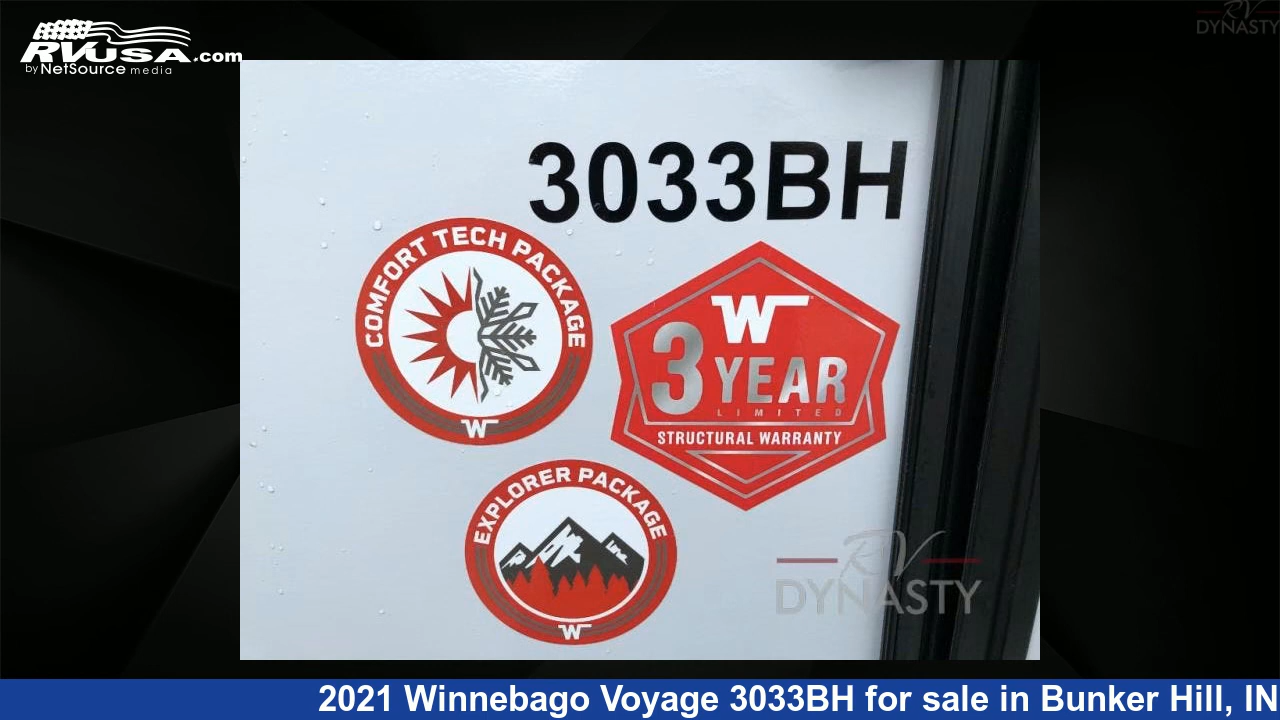 RVUSA.com
by NetSource media
RV
DYNASTY
3033BH
COMFORT TECH PACKAGE
W
W
3 YEAR
LIMITED
STRUCTURAL WARRANTY
EXPLORER PACKAGE
W
RV
DYNASTY
2021 Winnebago Voyage 3033BH for sale in Bunker Hill, IN